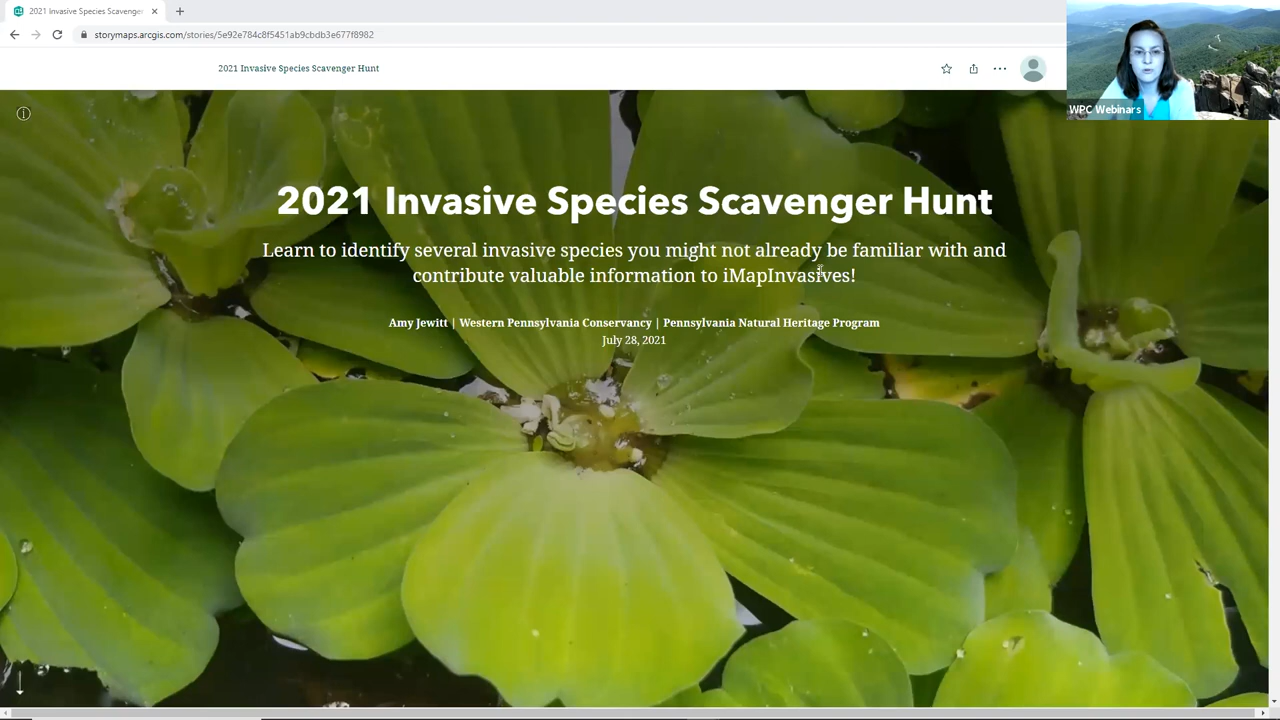 2021 Invasive Species Scavenger
storymaps.arcgis.com/stories/5e92e784c8f5451ab9cbdb3e677f8982
2021 Invasive Species Scavenger Hunt
WPC Webinars
2021 Invasive Species Scavenger Hunt
Learn to identify several invasive species you might not already be familiar with and
contribute valuable information to iMapInvasives!
Amy Jewitt | Western Pennsylvania Conservancy | Pennsylvania Natural Heritage Program
July 28, 2021